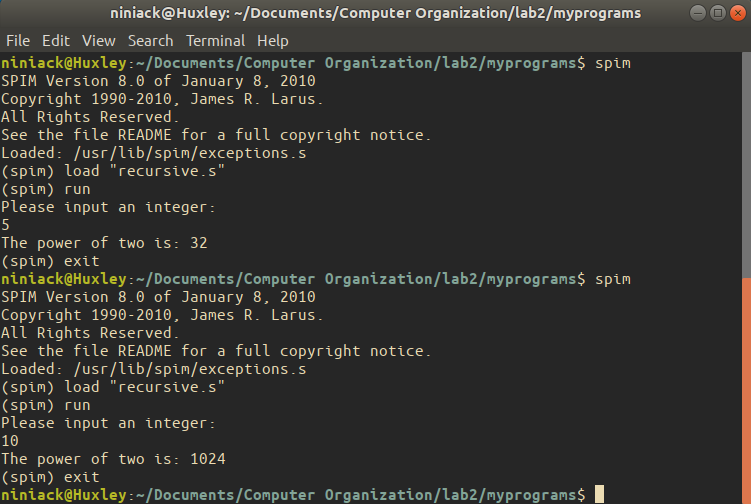 niniack@Huxley: ~/Documents/Computer Organization/lab2/myprograms
File Edit View Search Terminal Help
niniack@Huxley:~/Documents/Computer Organization/lab2/myprograms$ spim
SPIM Version 8.0 of January 8, 2010
Copyright 1990-2010, James R. Larus.
All Rights Reserved.
See the file README for a full copyright notice.
Loaded: /usr/lib/spim/exceptions.s
(spim) load "recursive.s"
(spim) run
Please input an integer:
5
The power of two is: 32
(spim) exit
niniack@Huxley:~/Documents/Computer Organization/lab2/myprograms$ spim
SPIM Version 8.0 of January 8, 2010
Copyright 1990-2010, James R. Larus.
All Rights Reserved.
See the file README for a full copyright notice.
Loaded: /usr/lib/spim/exceptions.s
(spim) load "recursive.s"
(spim) run
Please input an integer:
10
The power of two is: 1024
(spim) exit
niniack@Huxley:~/Documents/Computer Organization/lab2/myprograms$